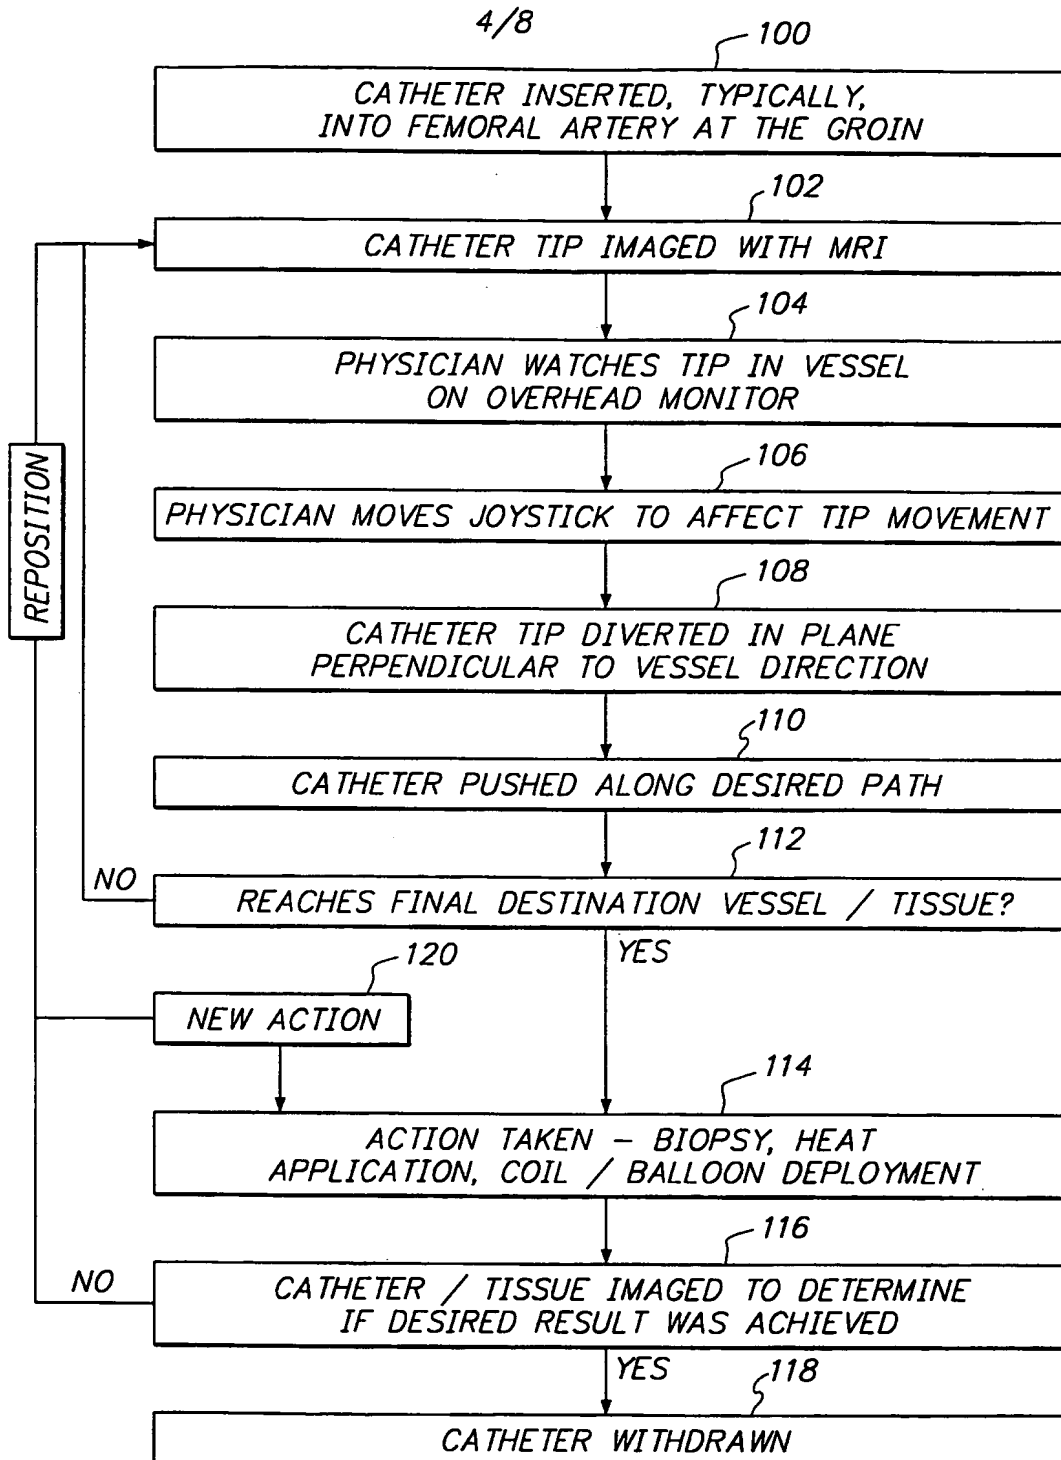 4/8
100
CATHETER INSERTED, TYPICALLY,
INTO FEMORAL ARTERY AT THE GROIN
102
CATHETER TIP IMAGED WITH MRI
104
PHYSICIAN WATCHES TIP IN VESSEL
ON OVERHEAD MONITOR
106
PHYSICIAN MOVES JOYSTICK TO AFFECT TIP MOVEMENT
REPOSITION
108
CATHETER TIP DIVERTED IN PLANE
PERPENDICULAR TO VESSEL DIRECTION
110
CATHETER PUSHED ALONG DESIRED PATH
112
NO
REACHES FINAL DESTINATION VESSEL / TISSUE?
YES
120
NEW ACTION
114
ACTION TAKEN – BIOPSY, HEAT
APPLICATION, COIL / BALLOON DEPLOYMENT
116
NO
CATHETER / TISSUE IMAGED TO DETERMINE
IF DESIRED RESULT WAS ACHIEVED
YES
118
CATHETER WITHDRAWN